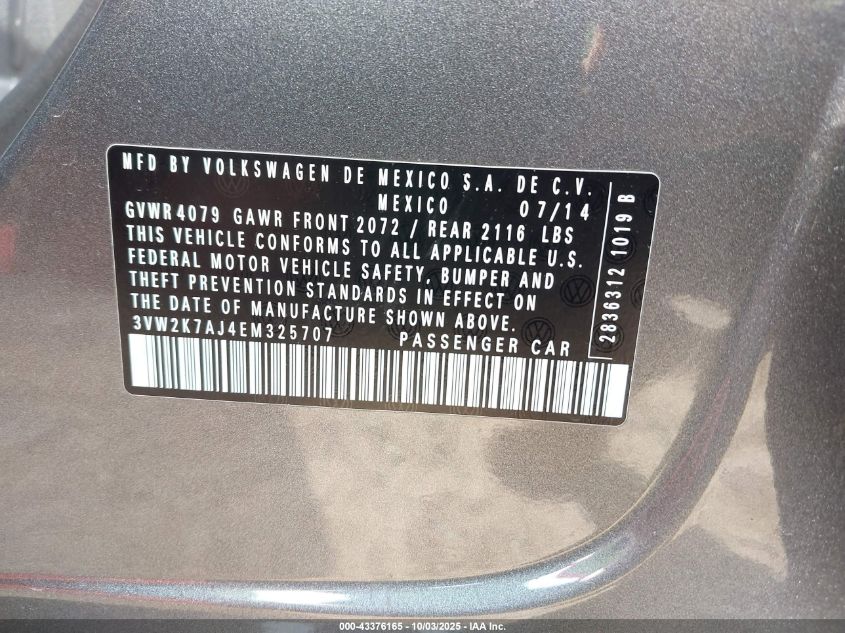 MFD BY VOLKSWAGEN DE MEXICO S.A. DE C.V.
MEXICO 07/14
GVWR 4079 GAWR FRONT 2072 / REAR 2116 LBS
THIS VEHICLE CONFORMS TO ALL APPLICABLE U.S.
FEDERAL MOTOR VEHICLE SAFETY, BUMPER AND
THEFT PREVENTION STANDARDS IN EFFECT ON
THE DATE OF MANUFACTURE SHOWN ABOVE.
3VW2K7AJ4EM325707 PASSENGER CAR
2836312 1019 B
000-43376165 - 10/03/2025 - IAA Inc.